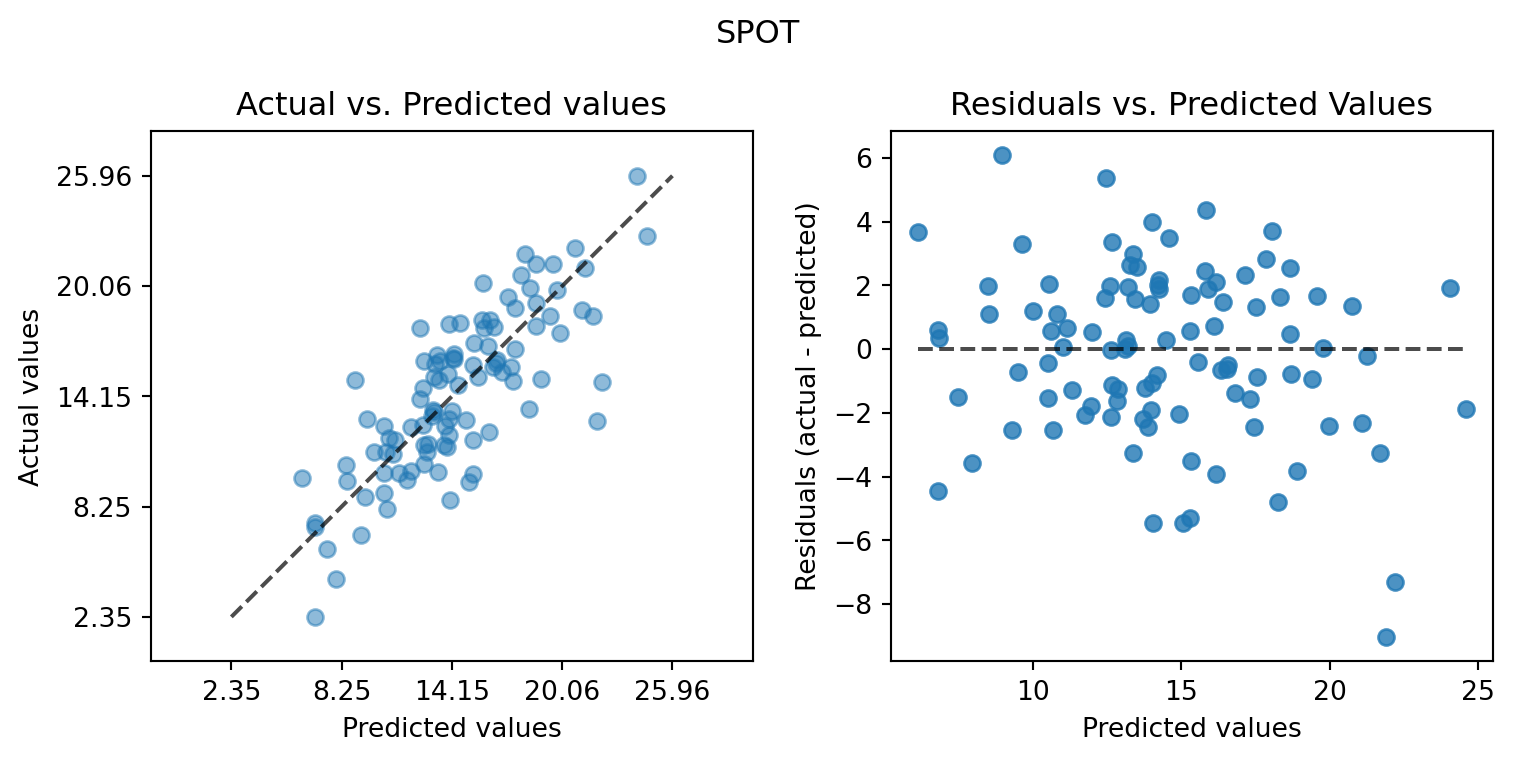 SPOT
Actual vs. Predicted values
Actual values
25.96
20.06
14.15
8.25
2.35
2.35 8.25 14.15 20.06 25.96
Predicted values
Residuals vs. Predicted Values
Residuals (actual - predicted)
6
4
2
0
−2
−4
−6
−8
10 15 20 25
Predicted values